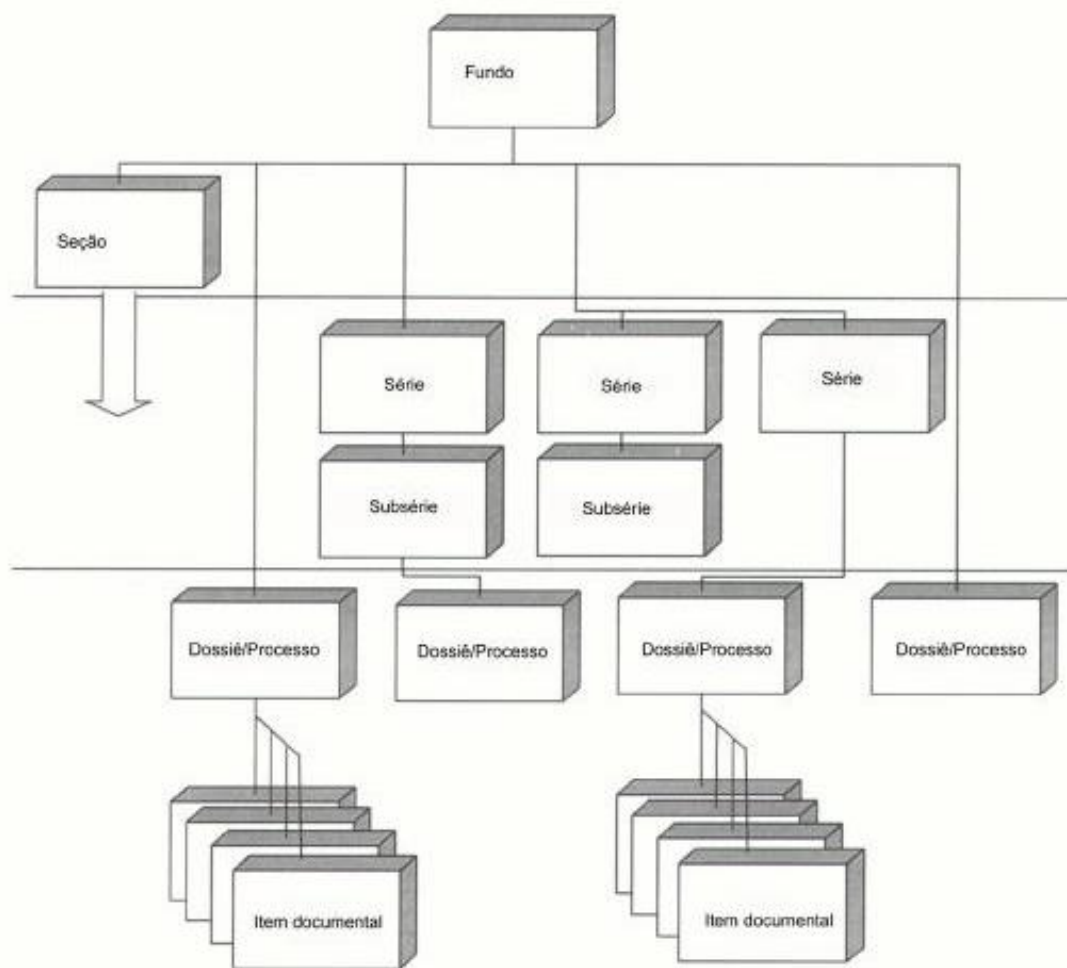 Fundo
Seção
Série
Série
Série
Subsérie
Subsérie
Dossiê/Processo
Dossiê/Processo
Dossiê/Processo
Dossiê/Processo
Item documental
Item documental